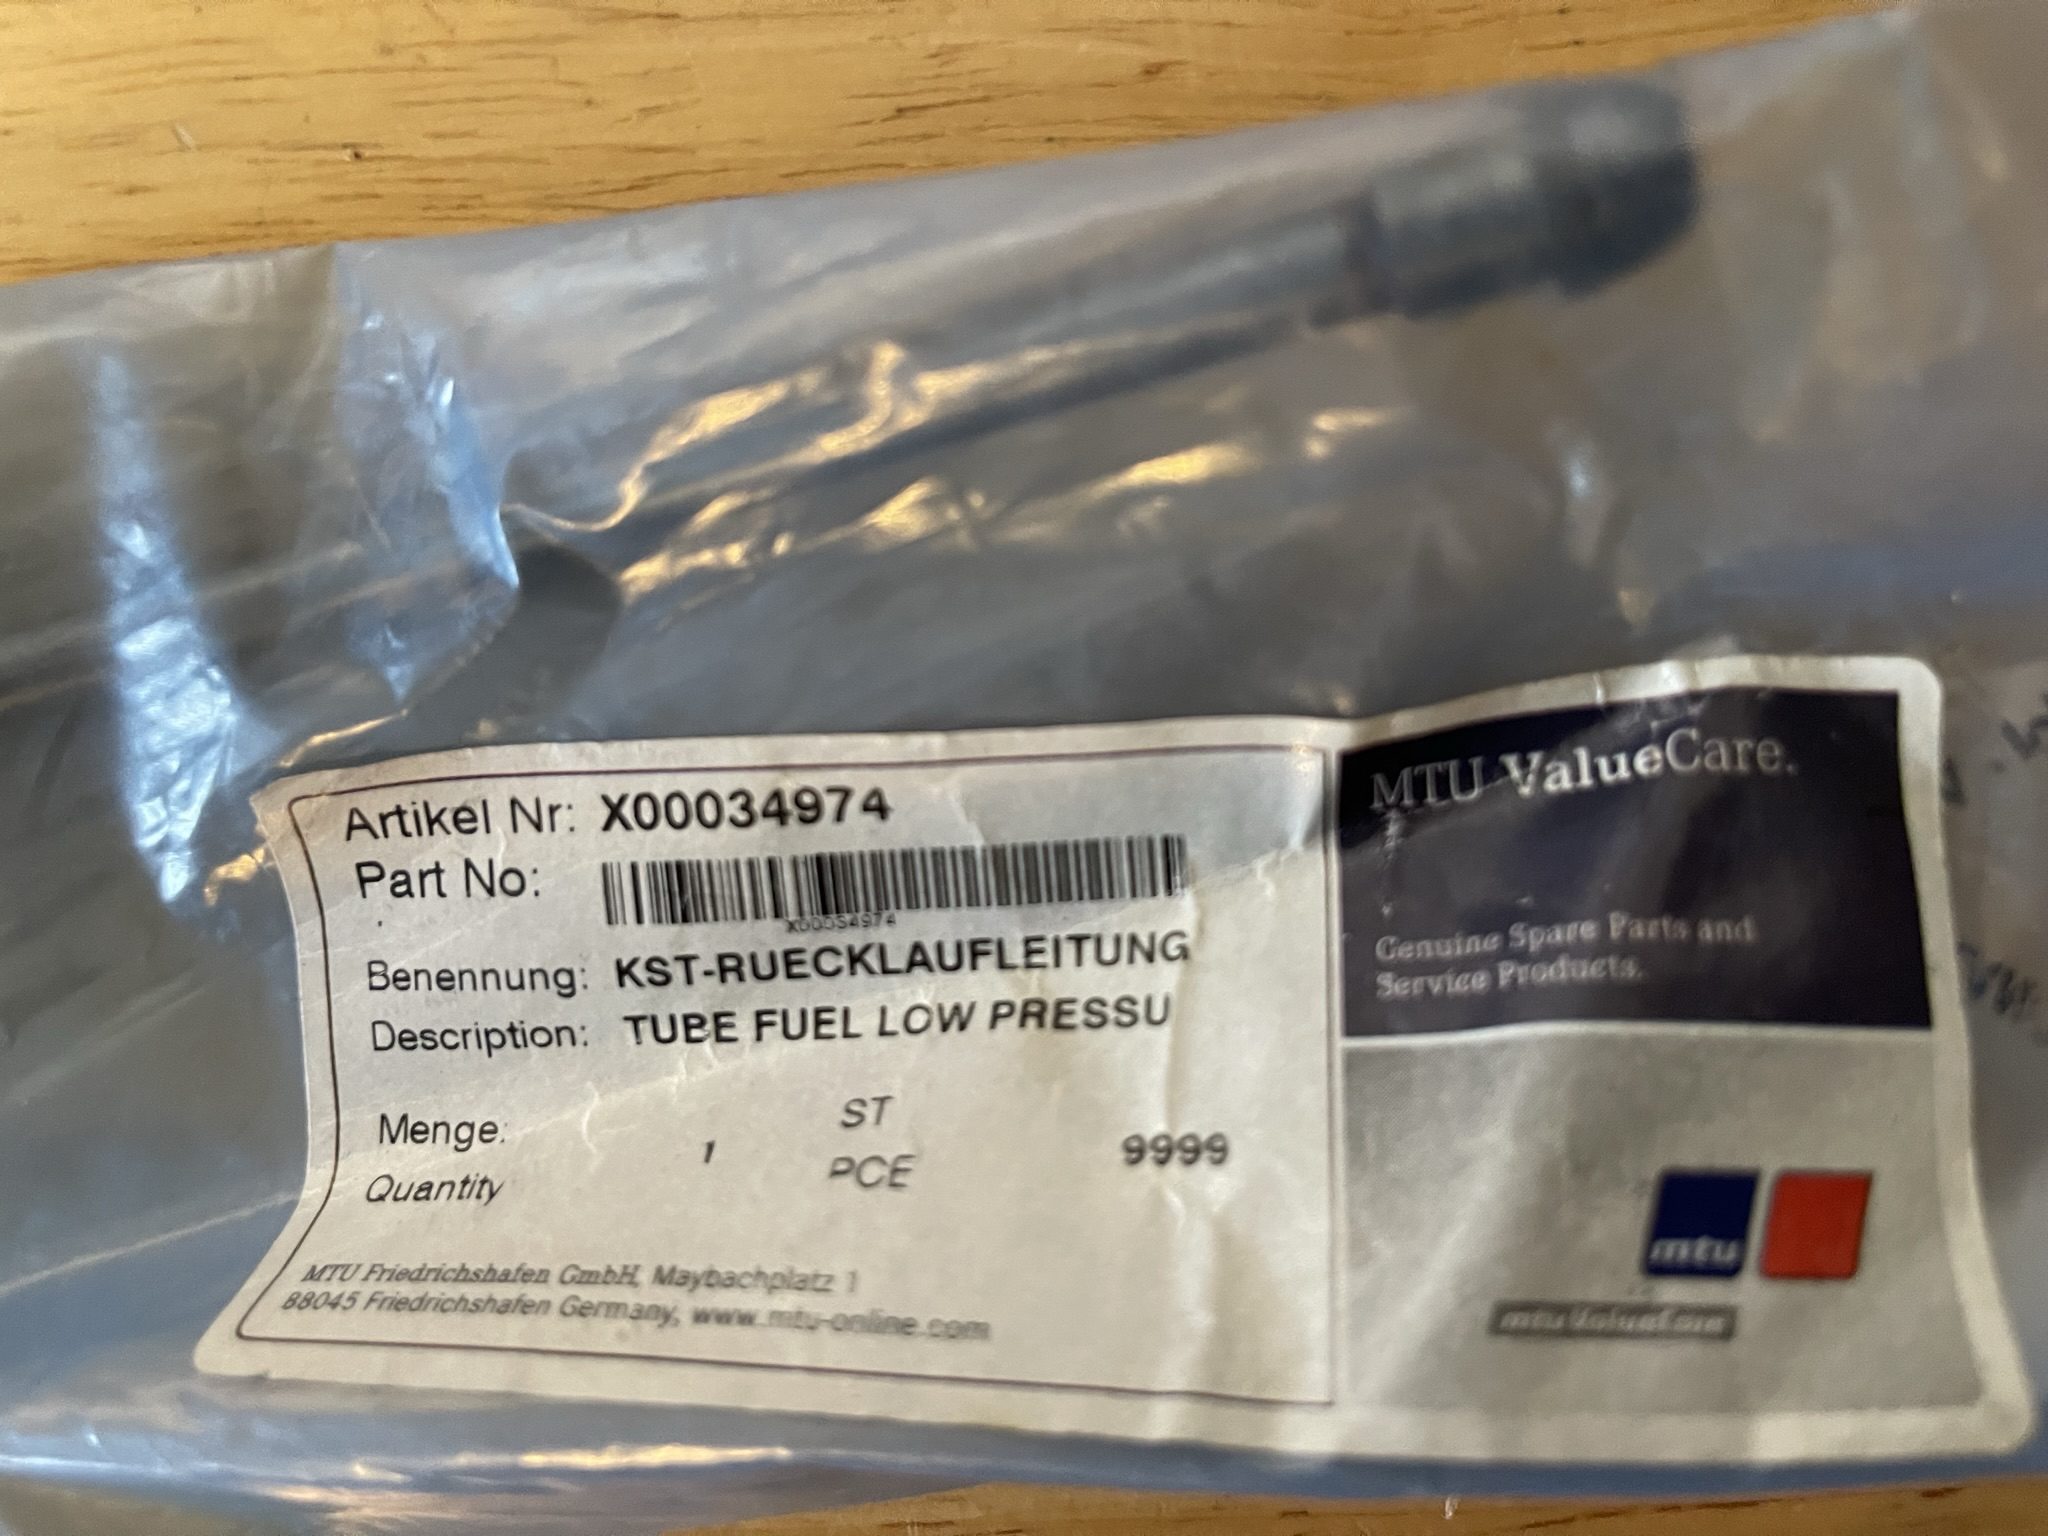 Artikel Nr: X00034974
Part No:
X00034974
Benennung: KST-RUECKLAUFLEITUNG
Description: TUBE FUEL LOW PRESSU
Menge: ST
1 9999
Quantity PCE
MTU Friedrichshafen GmbH, Maybachplatz 1
88045 Friedrichshafen Germany, www.mtu-online.com
MTU ValueCare.
Genuine Spare Parts and
Service Products.
mtu
mtu ValueCare